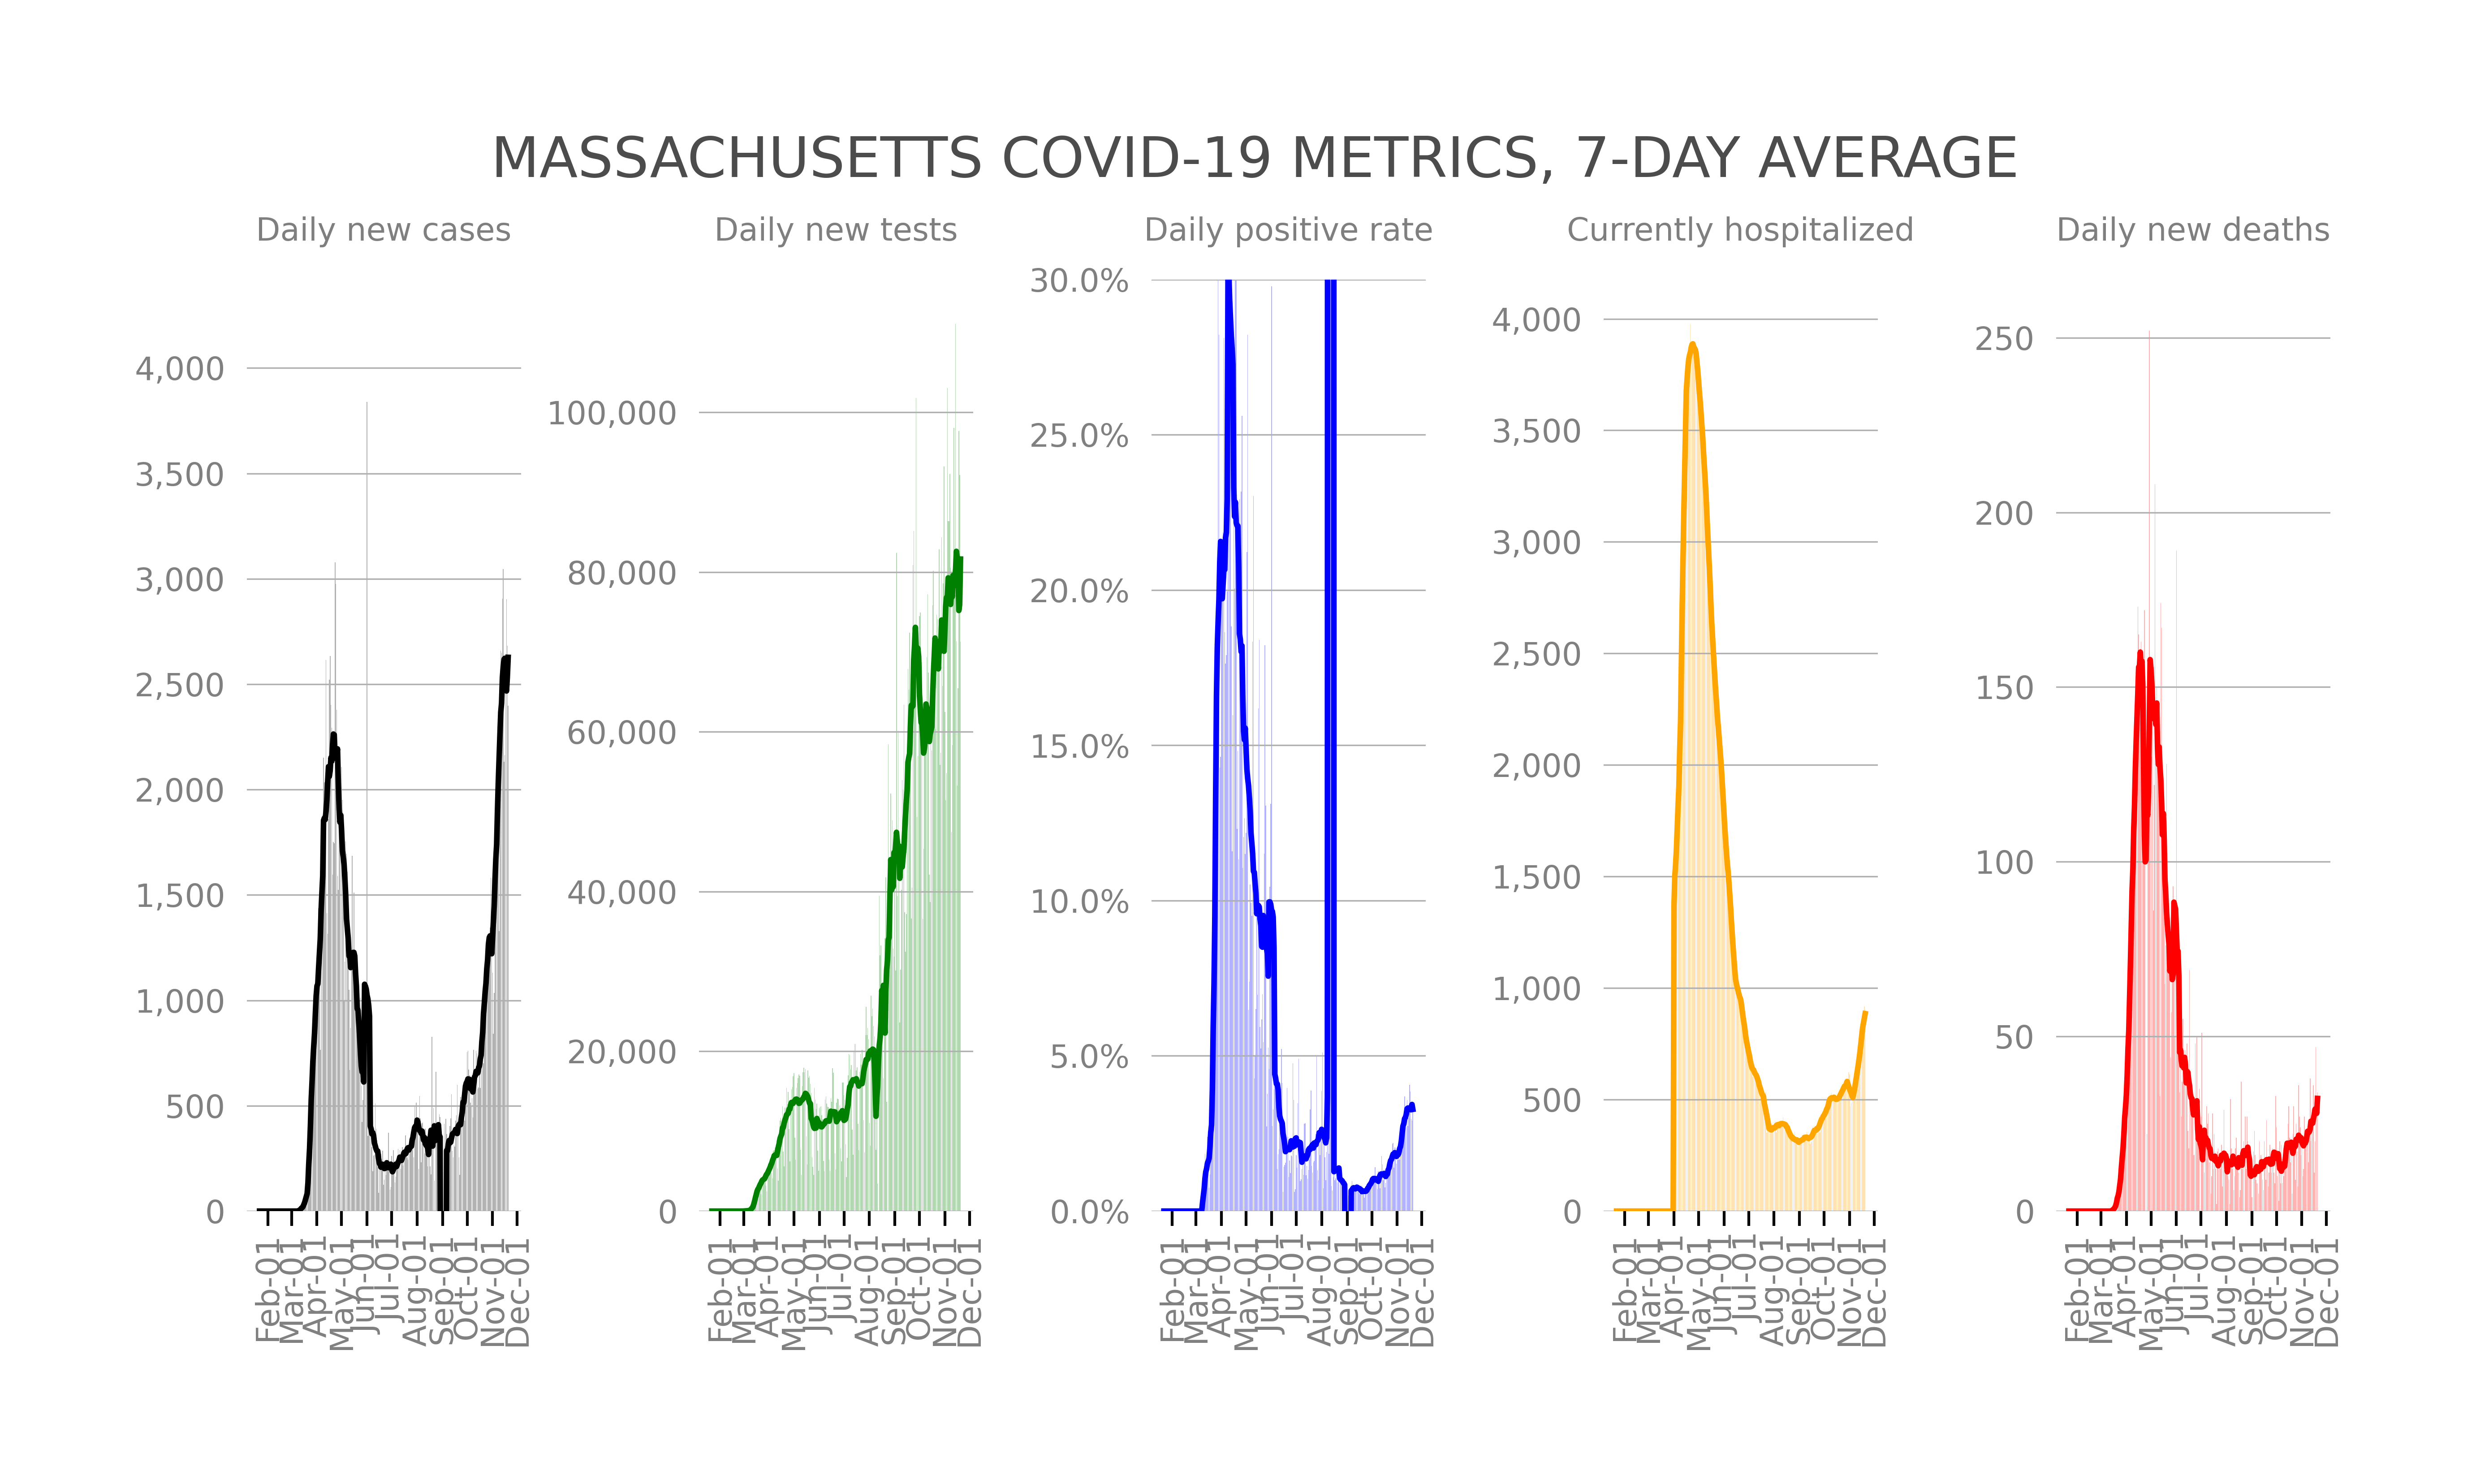 MASSACHUSETTS COVID-19 METRICS, 7-DAY AVERAGE
Daily new cases
4,000
3,500
3,000
2,500
2,000
1,500
1,000
500
0
Feb-01
Mar-01
Apr-01
May-01
Jun-01
Jul-01
Aug-01
Sep-01
Oct-01
Nov-01
Dec-01
Daily new tests
100,000
80,000
60,000
40,000
20,000
0
Feb-01
Mar-01
Apr-01
May-01
Jun-01
Jul-01
Aug-01
Sep-01
Oct-01
Nov-01
Dec-01
Daily positive rate
30.0%
25.0%
20.0%
15.0%
10.0%
5.0%
0.0%
Feb-01
Mar-01
Apr-01
May-01
Jun-01
Jul-01
Aug-01
Sep-01
Oct-01
Nov-01
Dec-01
Currently hospitalized
4,000
3,500
3,000
2,500
2,000
1,500
1,000
500
0
Feb-01
Mar-01
Apr-01
May-01
Jun-01
Jul-01
Aug-01
Sep-01
Oct-01
Nov-01
Dec-01
Daily new deaths
250
200
150
100
50
0
Feb-01
Mar-01
Apr-01
May-01
Jun-01
Jul-01
Aug-01
Sep-01
Oct-01
Nov-01
Dec-01